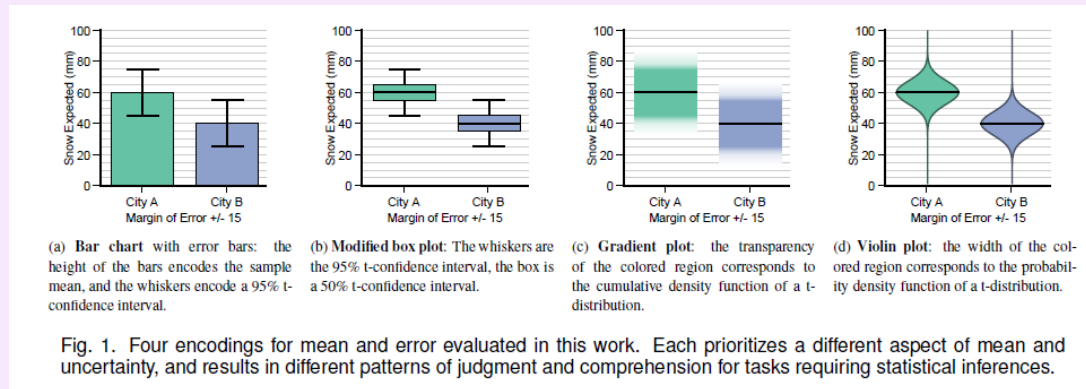 100
80
60
40
20
0
Snow Expected (mm)
City A City B
Margin of Error +/- 15
100
80
60
40
20
0
Snow Expected (mm)
City A City B
Margin of Error +/- 15
100
80
60
40
20
0
Snow Expected (mm)
City A City B
Margin of Error +/- 15
100
80
60
40
20
0
Snow Expected (mm)
City A City B
Margin of Error +/- 15
(a) Bar chart with error bars: the
height of the bars encodes the sample
mean, and the whiskers encode a 95% t-
confidence interval.
(b) Modified box plot: The whiskers are
the 95% t-confidence interval, the box is
a 50% t-confidence interval.
(c) Gradient plot: the transparency
of the colored region corresponds to
the cumulative density function of a t-
distribution.
(d) Violin plot: the width of the col-
ored region corresponds to the probabil-
ity density function of a t-distribution.
Fig. 1. Four encodings for mean and error evaluated in this work. Each prioritizes a different aspect of mean and
uncertainty, and results in different patterns of judgment and comprehension for tasks requiring statistical inferences.